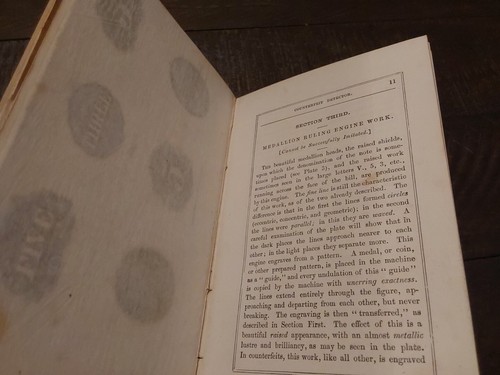 11
COUNTERFEIT DETECTOR.
SECTION THIRD.
MEDALLION RULING ENGINE WORK.
[Cannot be Successfully Imitated.]
The beautiful medallion heads, the raised shields,
upon which the denomination of the note is some-
times placed (see Plate 5), and the raised work
sometimes seen in the large letters V., 5, 3, etc.,
running across the face of the bill, are produced
by this engine. The fine line is still the characteristic
of this work, as of the two already described. The
difference is that in the first the lines formed circles
(eccentric, concentric, and geometric); in the second
the lines were parallel; in this they are waved. A
careful examination of the plate will show that in
the dark places the lines approach nearer to each
other; in the light places they separate more. This
engine engraves from a pattern. A medal, or coin,
or other prepared pattern, is placed in the machine
as a "guide," and every undulation of this "guide"
is copied by the machine with unerring exactness.
The lines extend entirely through the figure, ap-
proaching and departing from each other, but never
breaking. The engraving is then "transferred," as
described in Section First. The effect of this is a
beautiful raised appearance, with an almost metallic
lustre and brilliancy, as may be seen in the plate.
In counterfeits, this work, like all other, is engraved